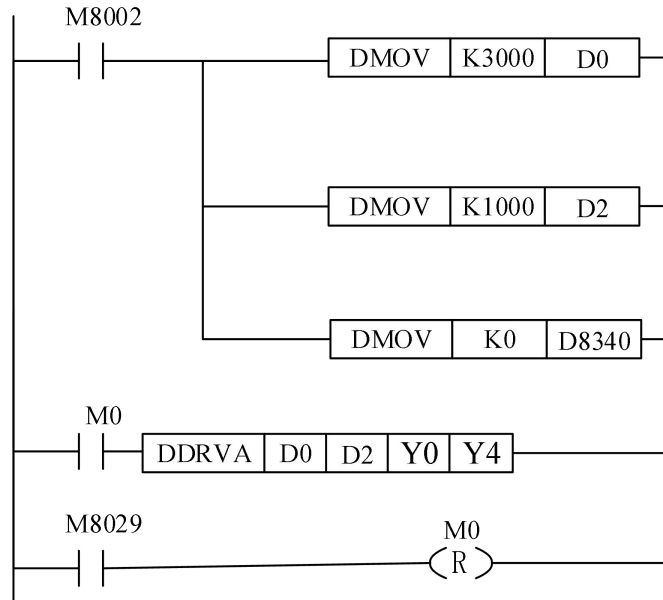 M8002
DMOV K3000 D0
DMOV K1000 D2
DMOV K0 D8340
M0
DDRVA D0 D2 Y0 Y4
M8029 M0
R